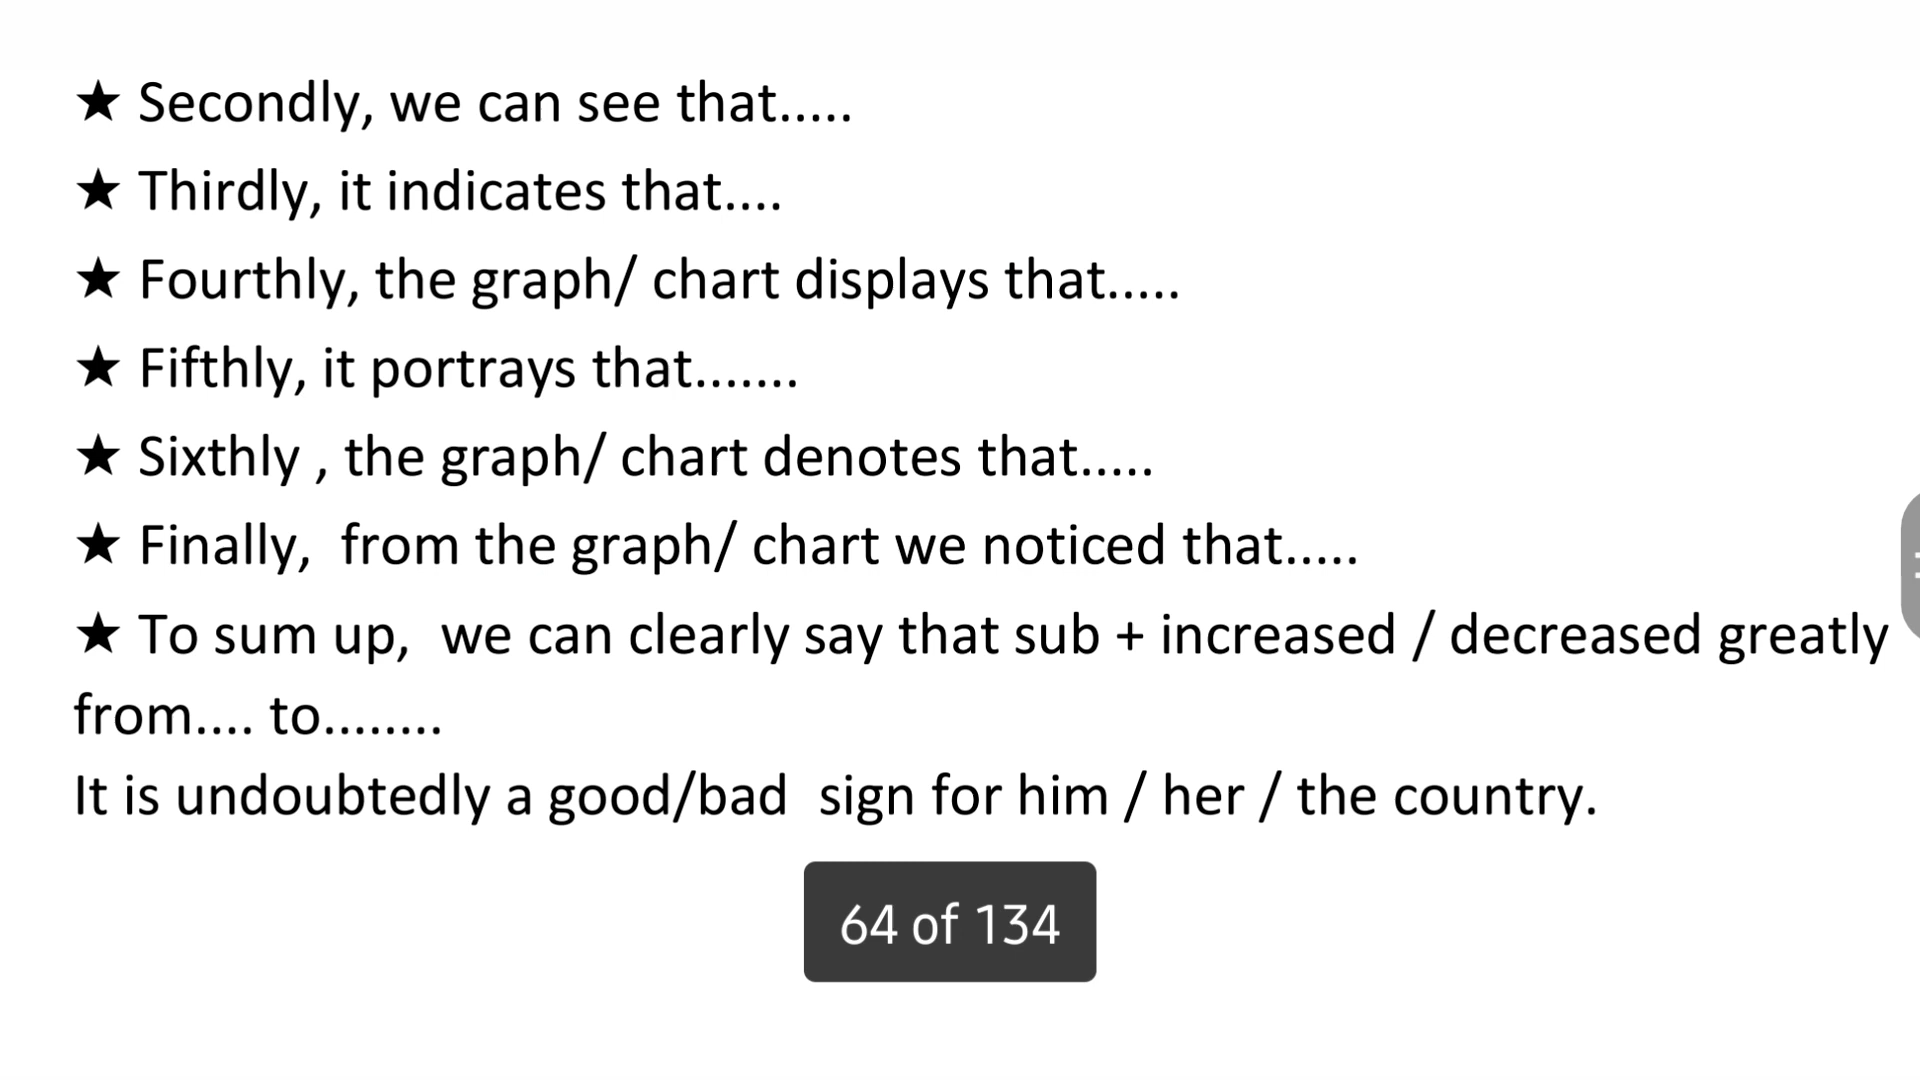 ★ Secondly, we can see that.....
★ Thirdly, it indicates that....
★ Fourthly, the graph/ chart displays that.....
★ Fifthly, it portrays that.......
★ Sixthly , the graph/ chart denotes that.....
★ Finally,  from the graph/ chart we noticed that.....
★ To sum up,  we can clearly say that sub + increased / decreased greatly
from.... to........
It is undoubtedly a good/bad  sign for him / her / the country.
64 of 134